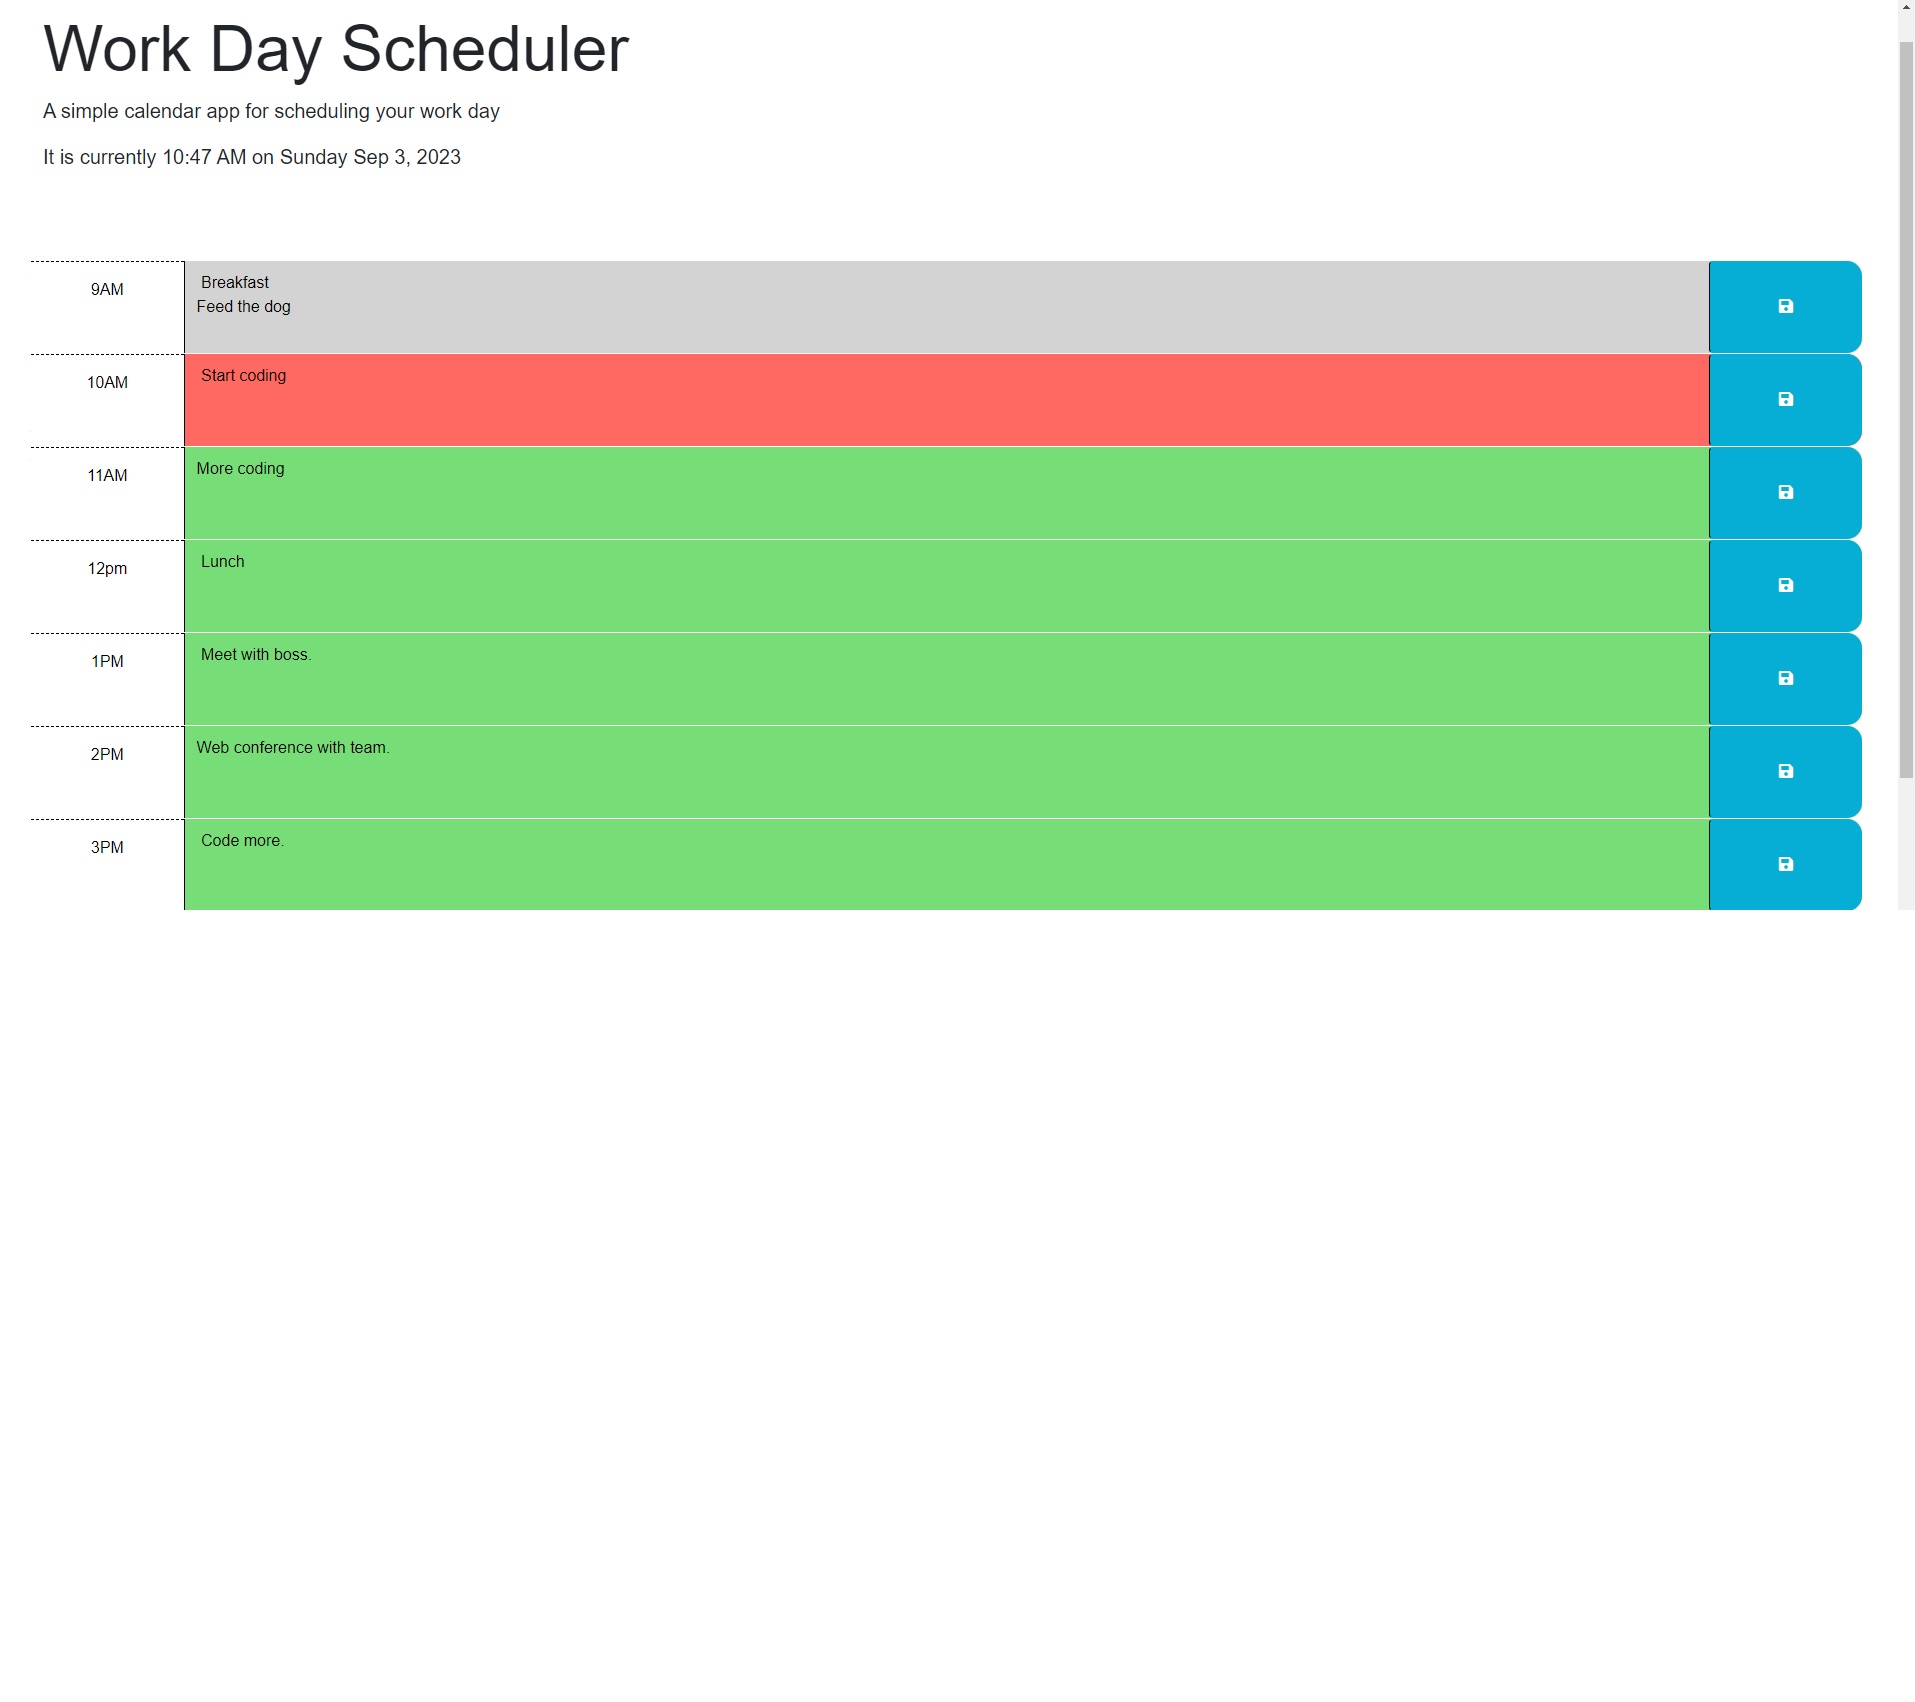 Work Day Scheduler
A simple calendar app for scheduling your work day
It is currently 10:47 AM on Sunday Sep 3, 2023
9AM
Breakfast
Feed the dog
10AM
Start coding
11AM
More coding
12pm
Lunch
1PM
Meet with boss.
2PM
Web conference with team.
3PM
Code more.